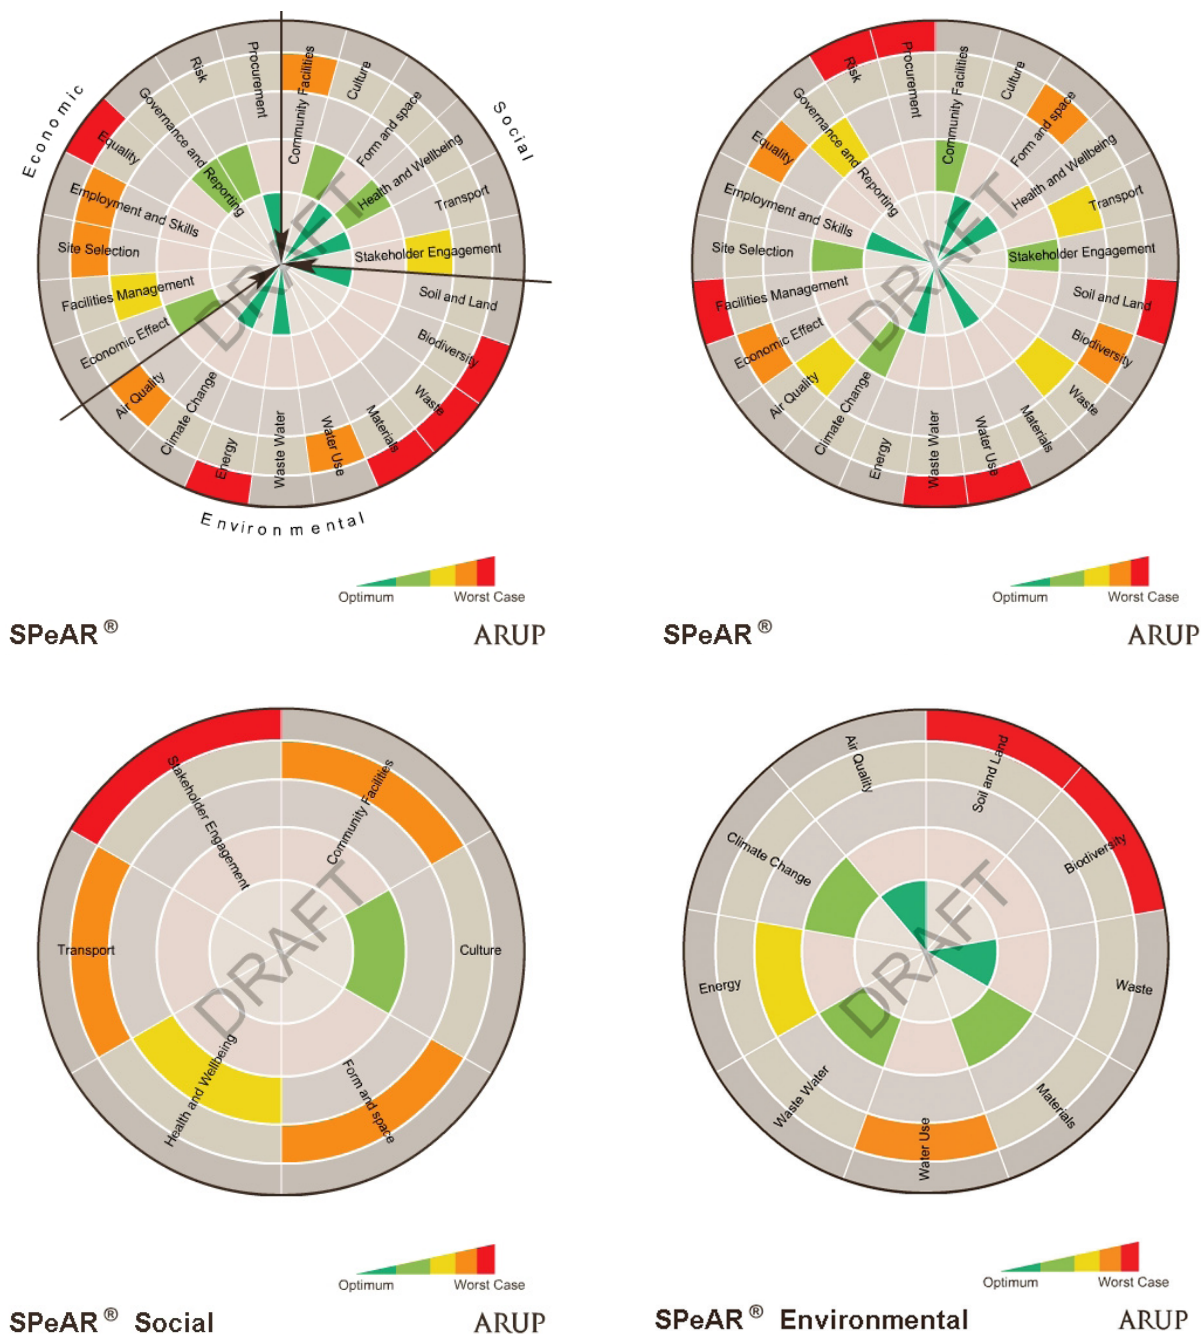 Economic
Social
Environmental
Community Facilities
Culture
Form and space
Health and Wellbeing
Transport
Stakeholder Engagement
Soil and Land
Biodiversity
Waste
Materials
Water Use
Waste Water
Energy
Climate Change
Air Quality
Economic Effect
Facilities Management
Site Selection
Employment and Skills
Equality
Governance and Reporting
Risk
Procurement
DRAFT
Optimum
Worst Case
SPeAR ®
ARUP
Community Facilities
Culture
Form and space
Health and Wellbeing
Transport
Stakeholder Engagement
Soil and Land
Biodiversity
Waste
Materials
Water Use
Waste Water
Energy
Climate Change
Air Quality
Economic Effect
Facilities Management
Site Selection
Employment and Skills
Equality
Governance and Reporting
Risk
Procurement
DRAFT
Optimum
Worst Case
SPeAR ®
ARUP
Community Facilities
Culture
Form and space
Health and Wellbeing
Transport
Stakeholder Engagement
DRAFT
Optimum
Worst Case
SPeAR ® Social
ARUP
Soil and Land
Biodiversity
Waste
Materials
Water Use
Waste Water
Energy
Climate Change
Air Quality
DRAFT
Optimum
Worst Case
SPeAR ® Environmental
ARUP